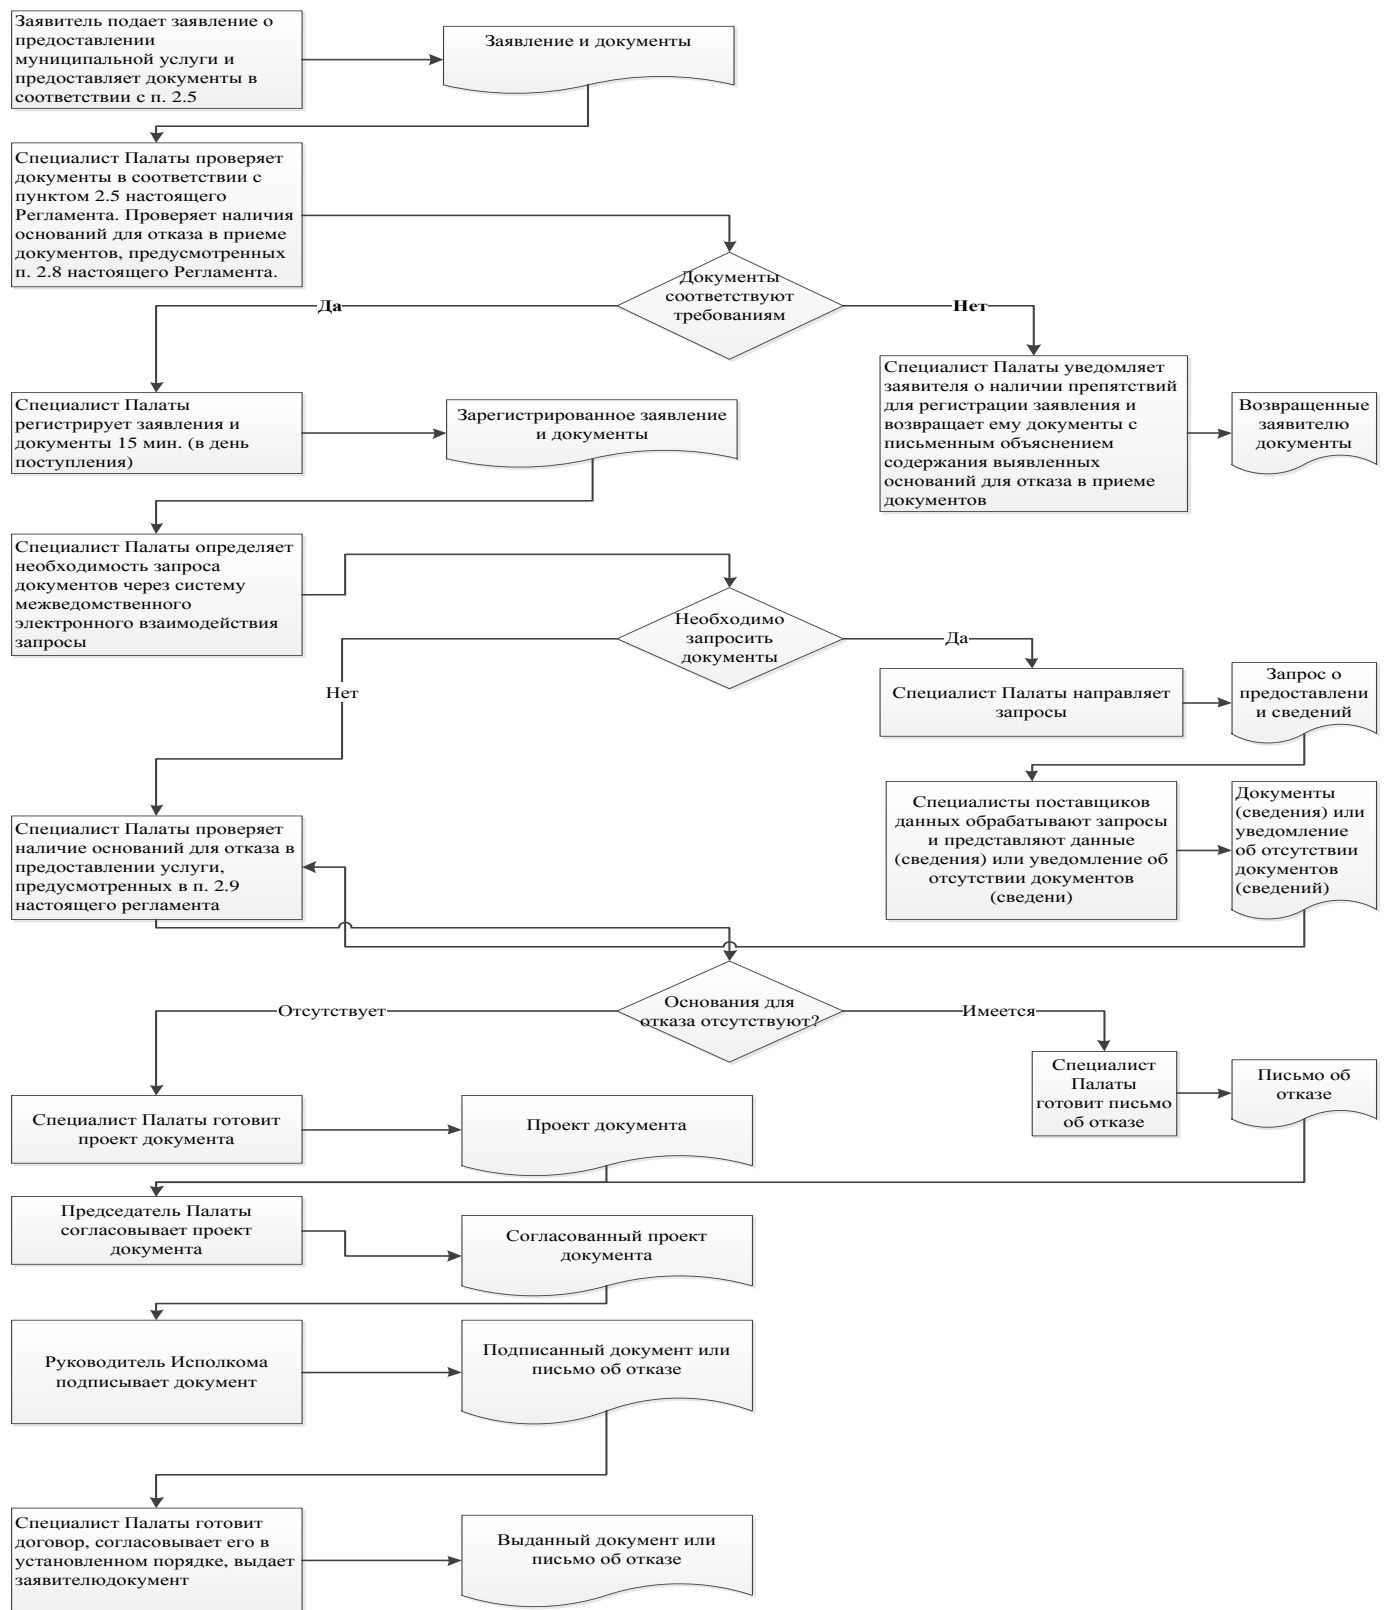 Заявитель подает заявление о
предоставлении
муниципальной услуги и
предоставляет документы в
соответствии с п. 2.5
Заявление и документы
Специалист Палаты проверяет
документы в соответствии с
пунктом 2.5 настоящего
Регламента. Проверяет наличия
оснований для отказа в приеме
документов, предусмотренных
п. 2.8 настоящего Регламента.
Документы
соответствуют
требованиям
Да
Нет
Специалист Палаты
регистрирует заявления и
документы 15 мин. (в день
поступления)
Зарегистрированное заявление
и документы
Специалист Палаты уведомляет
заявителя о наличии препятствий
для регистрации заявления и
возвращает ему документы с
письменным объяснением
содержания выявленных
оснований для отказа в приеме
документов
Возвращенные
заявителю
документы
Специалист Палаты определяет
необходимость запроса
документов через систему
межведомственного
электронного взаимодействия
запросы
Необходимо
запросить
документы
Да
Нет
Специалист Палаты направляет
запросы
Запрос о
предоставлени
и сведений
Специалисты поставщиков
данных обрабатывают запросы
и представляют данные
(сведения) или уведомление об
отсутствии документов
(сведени)
Документы
(сведения) или
уведомление
об отсутствии
документов
(сведений)
Специалист Палаты проверяет
наличие оснований для отказа в
предоставлении услуги,
предусмотренных в п. 2.9
настоящего регламента
Основания для
отказа отсутствуют?
Отсутствует
Имеется
Специалист
Палаты
готовит письмо
об отказе
Письмо об
отказе
Специалист Палаты готовит
проект документа
Проект документа
Председатель Палаты
согласовывает проект
документа
Согласованный проект
документа
Руководитель Исполкома
подписывает документ
Подписанный документ или
письмо об отказе
Специалист Палаты готовит
договор, согласовывает его в
установленном порядке, выдает
заявителюдокумент
Выданный документ или
письмо об отказе